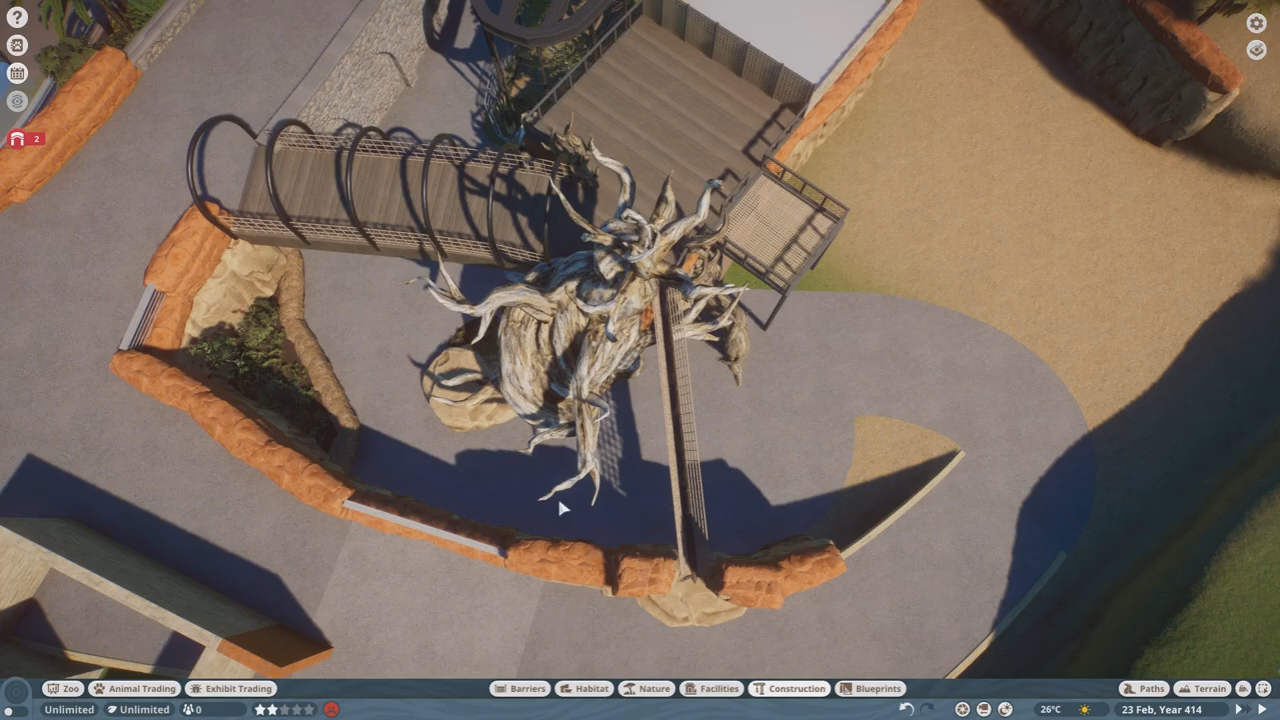 ?
2
Zoo Animal Trading Exhibit Trading Barriers Habitat Nature Facilities Construction Blueprints Paths Terrain
Unlimited Unlimited 0 26°C 23 Feb, Year 414